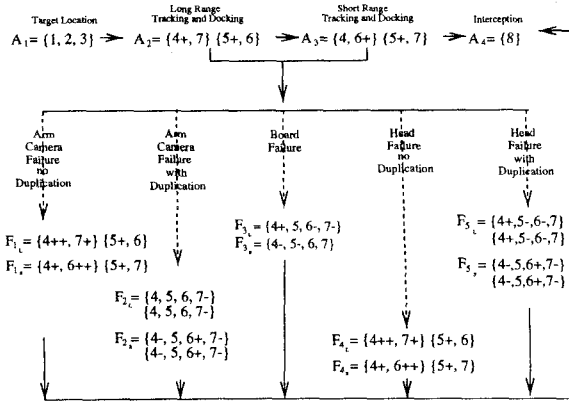 Target Location
Long Range
Tracking and Docking
Short Range
Tracking and Docking
Interception
A1 = {1, 2, 3}
A2 = {4+, 7} {5+, 6}
A3 = {4, 6+} {5+, 7}
A4 = {8}
Arm
Camera
Failure
no
Duplication
Arm
Camera
Failure
with
Duplication
Board
Failure
Head
Failure
no
Duplication
Head
Failure
with
Duplication
F1L = {4++, 7+} {5+, 6}
F1s = {4+, 6++} {5+, 7}
F2L = {4, 5, 6, 7-}
{4, 5, 6, 7-}
F2s = {4-, 5, 6+, 7-}
{4-, 5, 6+, 7-}
F3L = {4+, 5, 6-, 7-}
F3s = {4-, 5-, 6, 7}
F4L = {4++, 7+} {5+, 6}
F4s = {4+, 6++} {5+, 7}
F5L = {4+,5-,6-,7}
{4+,5-,6-,7}
F5s = {4-,5,6+,7-}
{4-,5,6+,7-}